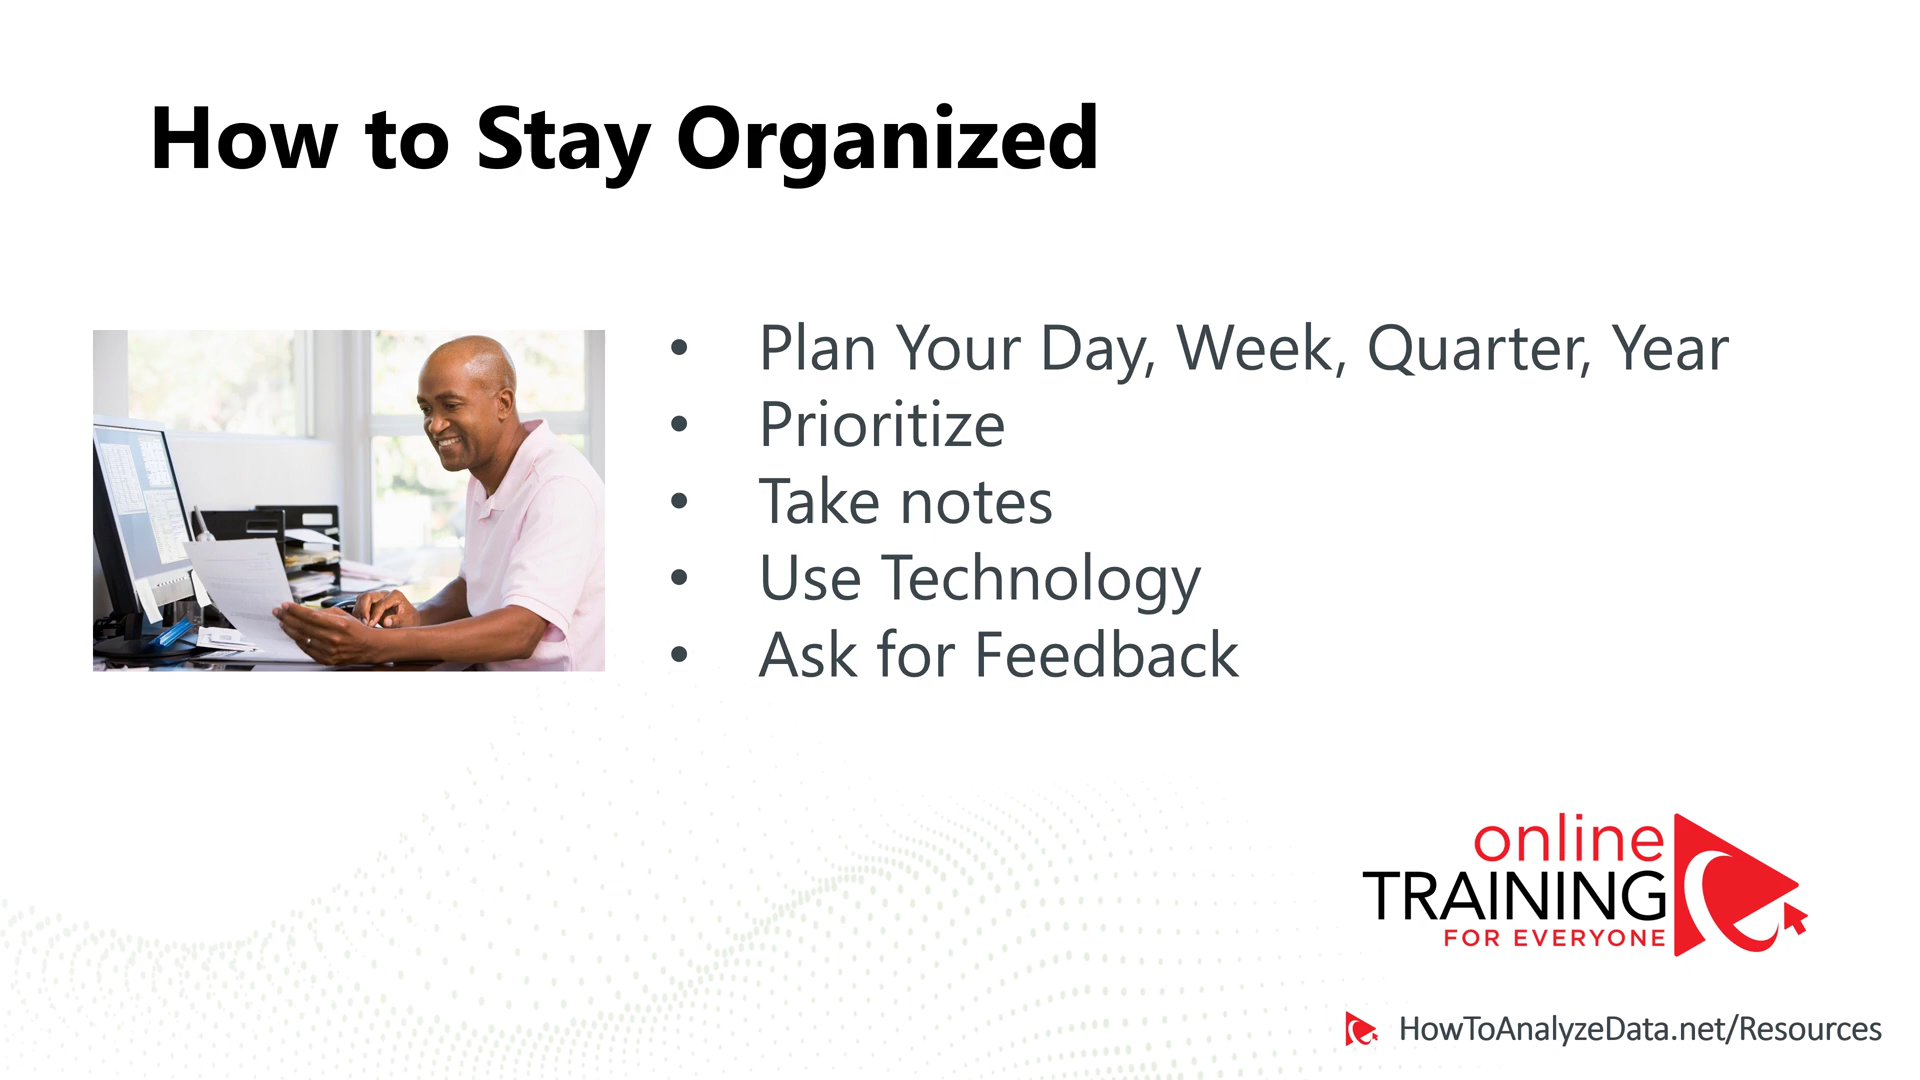 How to Stay Organized
• Plan Your Day, Week, Quarter, Year
• Prioritize
• Take notes
• Use Technology
• Ask for Feedback
online
TRAINING
FOR EVERYONE
HowToAnalyzeData.net/Resources